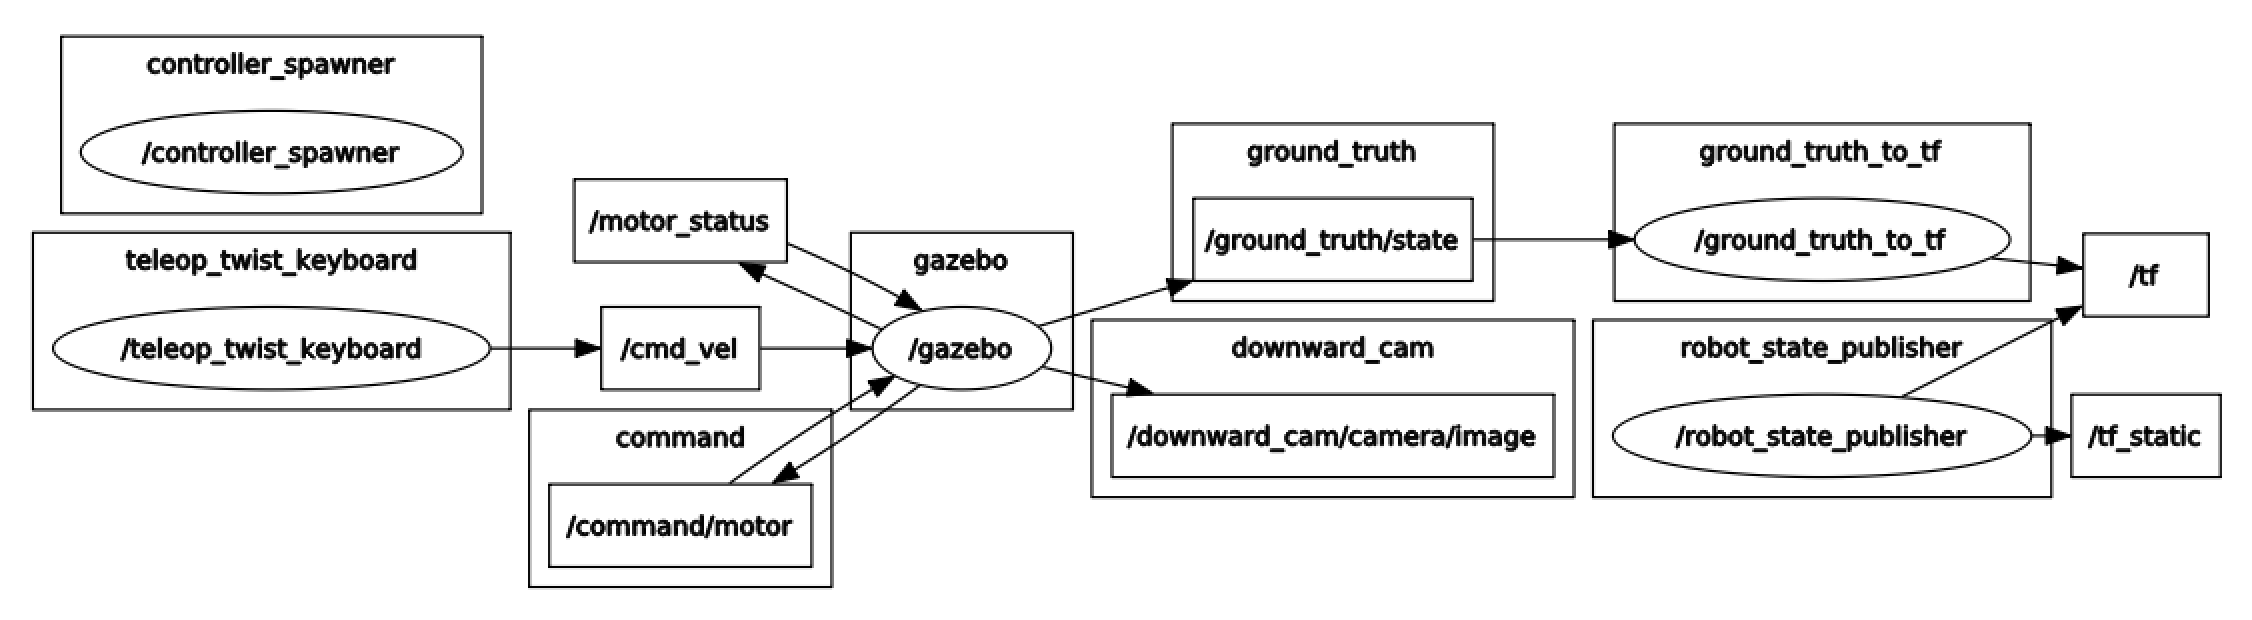 controller_spawner
/controller_spawner
teleop_twist_keyboard
/teleop_twist_keyboard
/motor_status
/cmd_vel
command
/command/motor
gazebo
/gazebo
ground_truth
/ground_truth/state
downward_cam
/downward_cam/camera/image
ground_truth_to_tf
/ground_truth_to_tf
robot_state_publisher
/robot_state_publisher
/tf
/tf_static